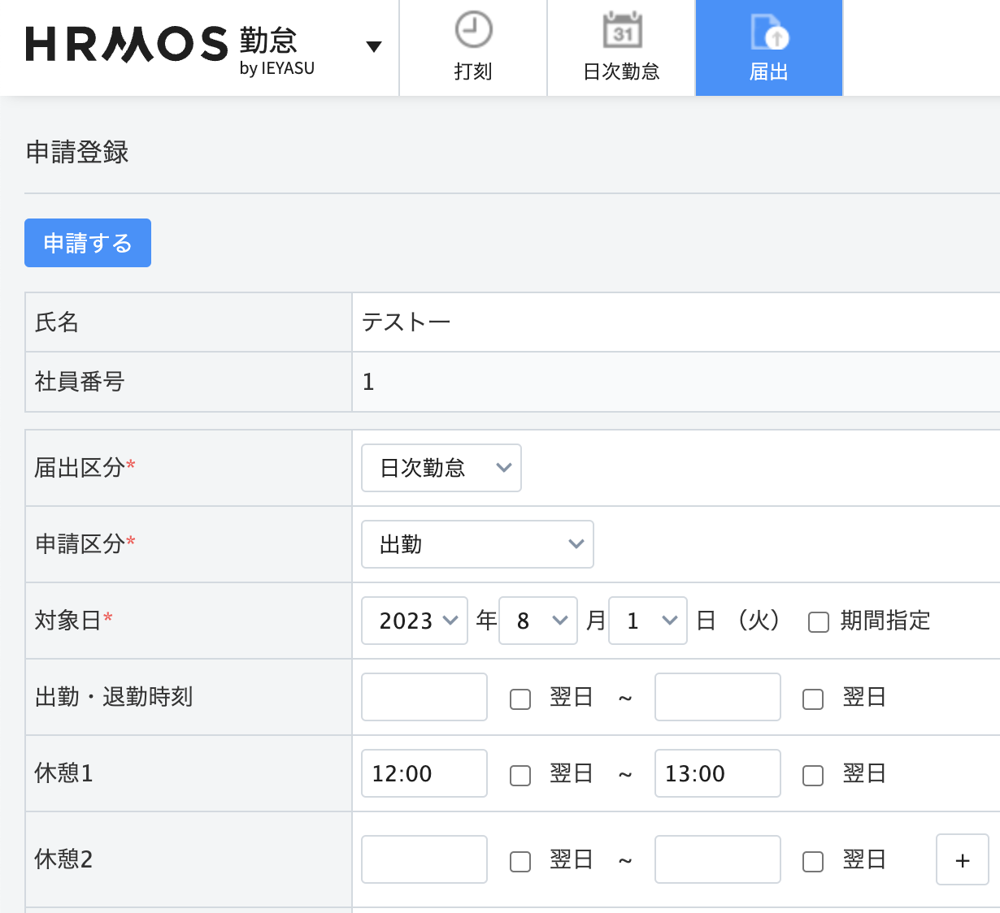 HRMOS 勤怠 ▼
by IEYASU
打刻
31
日次勤怠
届出
申請登録
申請する
氏名 テスト一
社員番号 1
届出区分* 日次勤怠
申請区分* 出勤
対象日* 2023 年 8 月 1 日 （火） 期間指定
出勤・退勤時刻 翌日 ~ 翌日
休憩1 12:00 翌日 ~ 13:00 翌日
休憩2 翌日 ~ 翌日 +